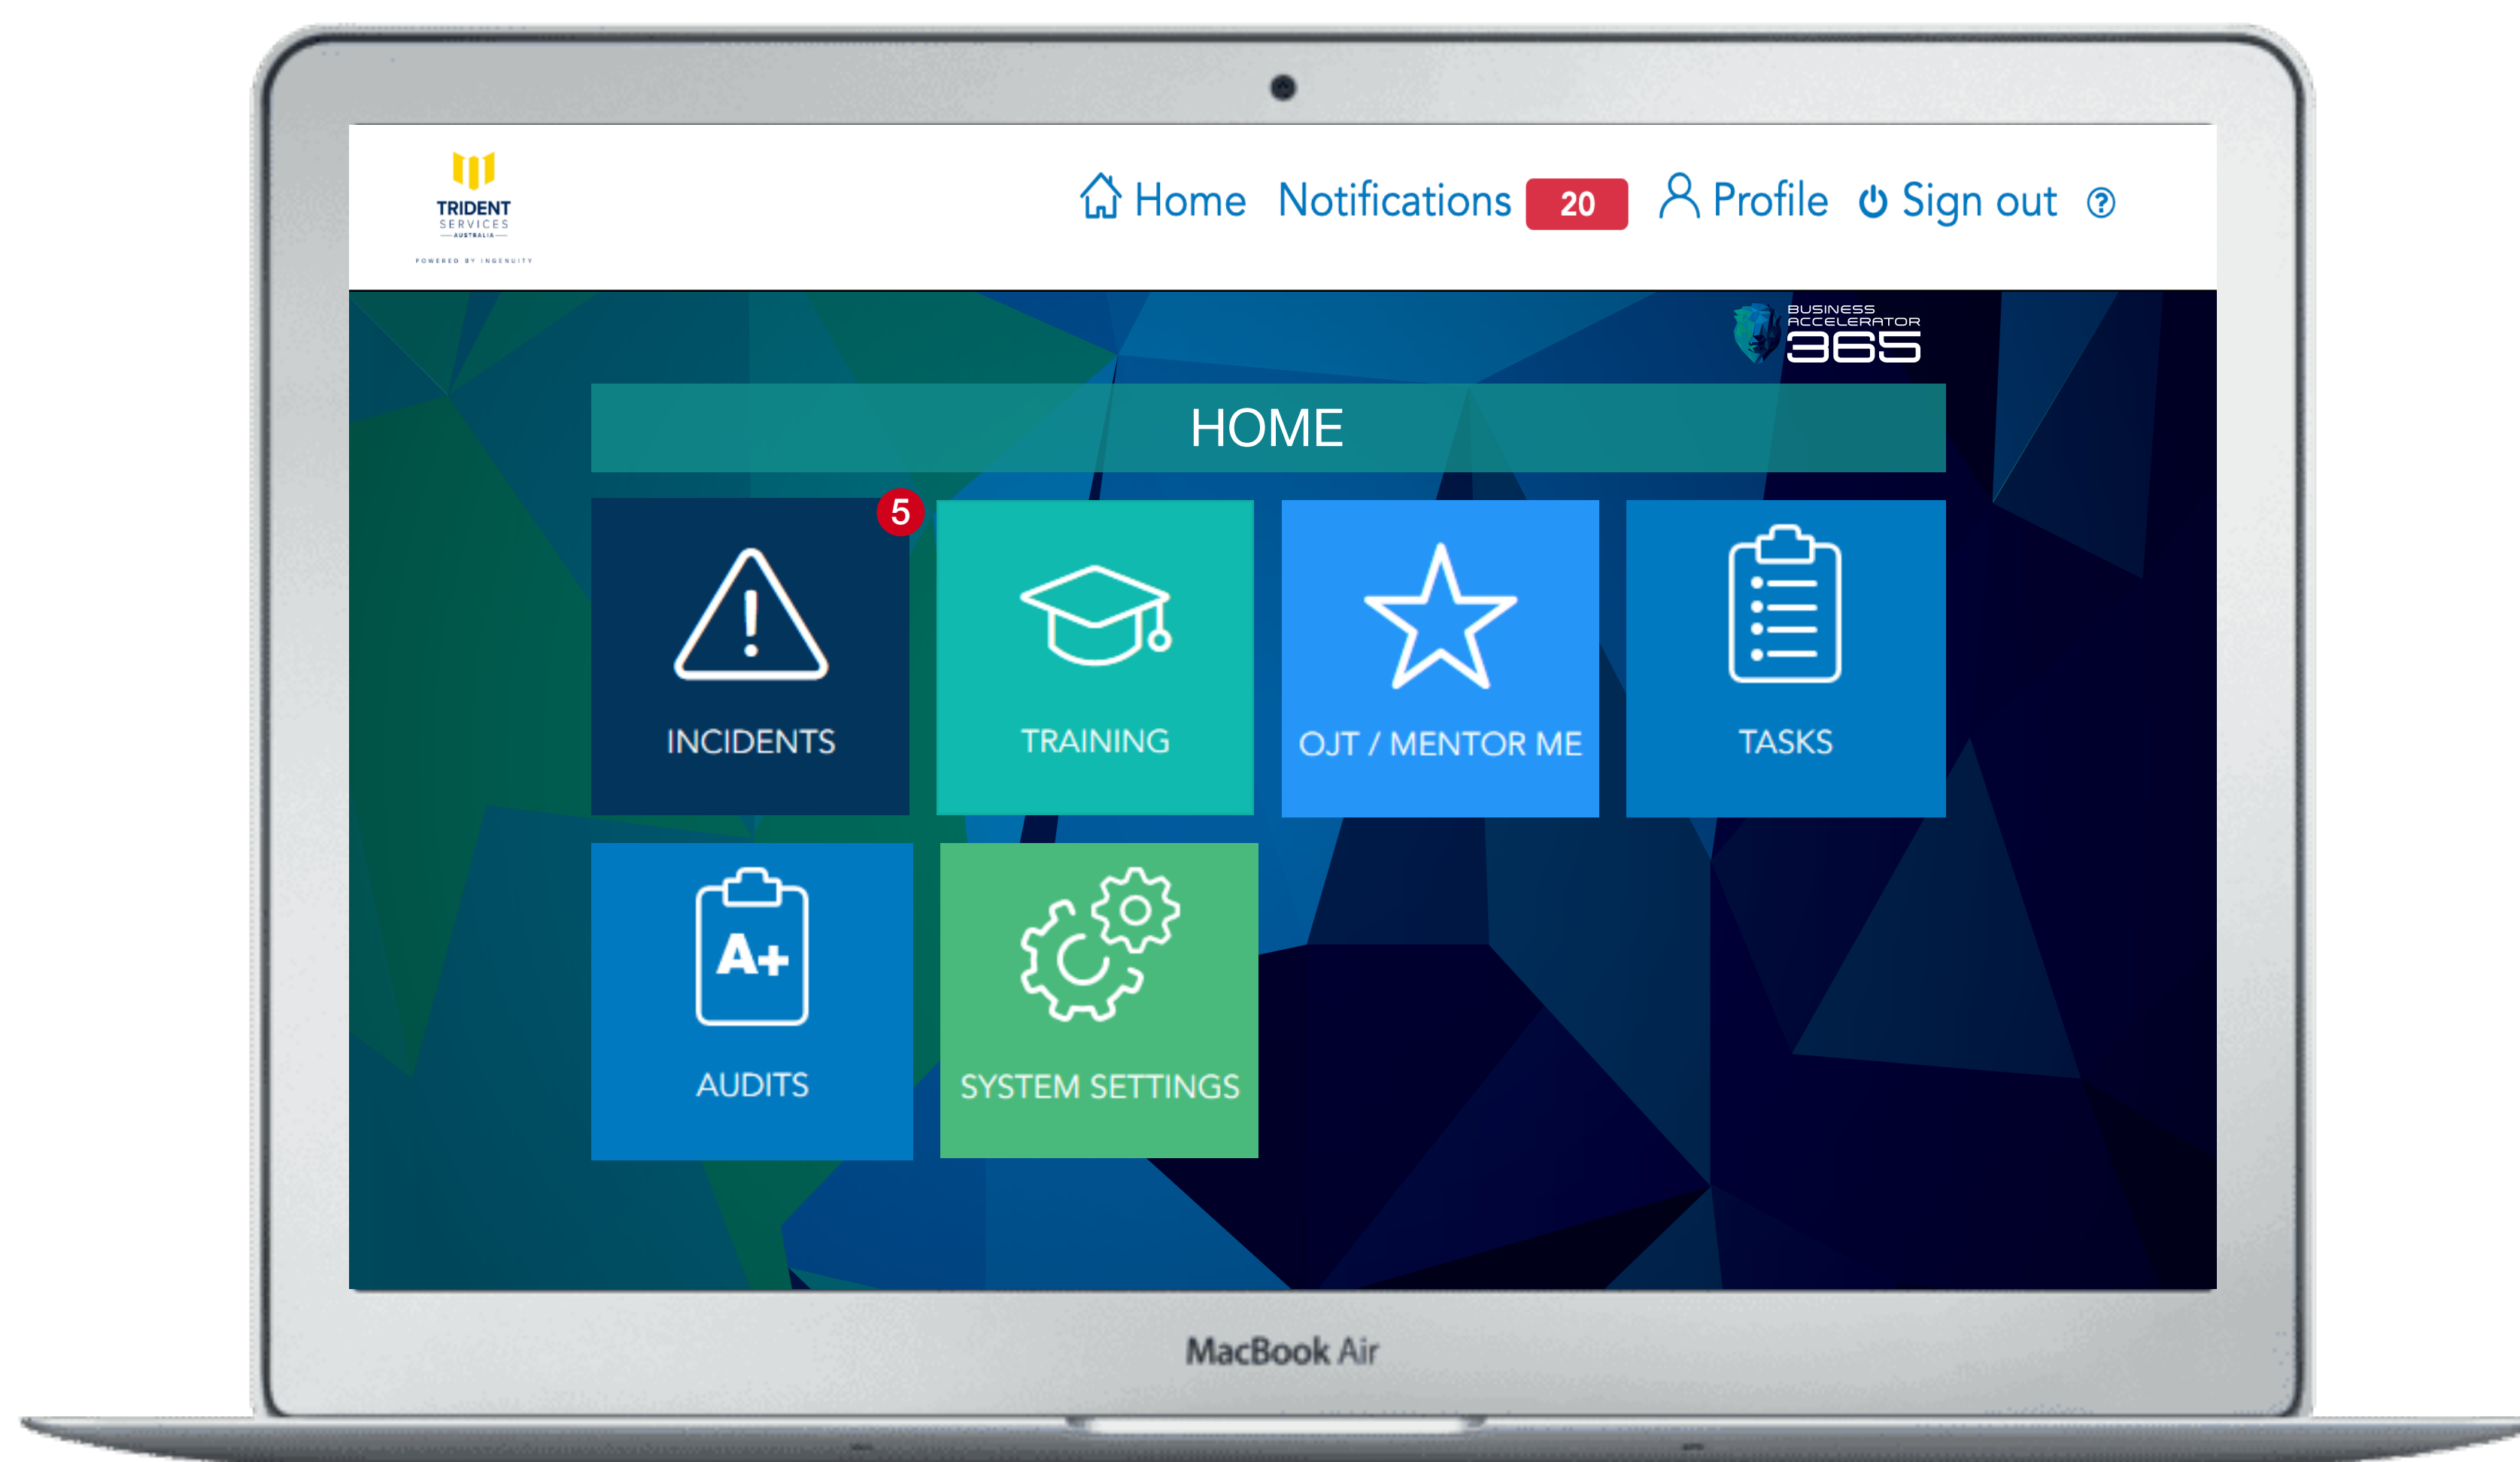 TRIDENT
SERVICES
AUSTRALIA
POWERED BY INGENUITY
Home Notifications 20 Profile Sign out ?
BUSINESS
ACCELERATOR
365
HOME
5
INCIDENTS TRAINING OJT / MENTOR ME TASKS
A+
AUDITS SYSTEM SETTINGS
MacBook Air